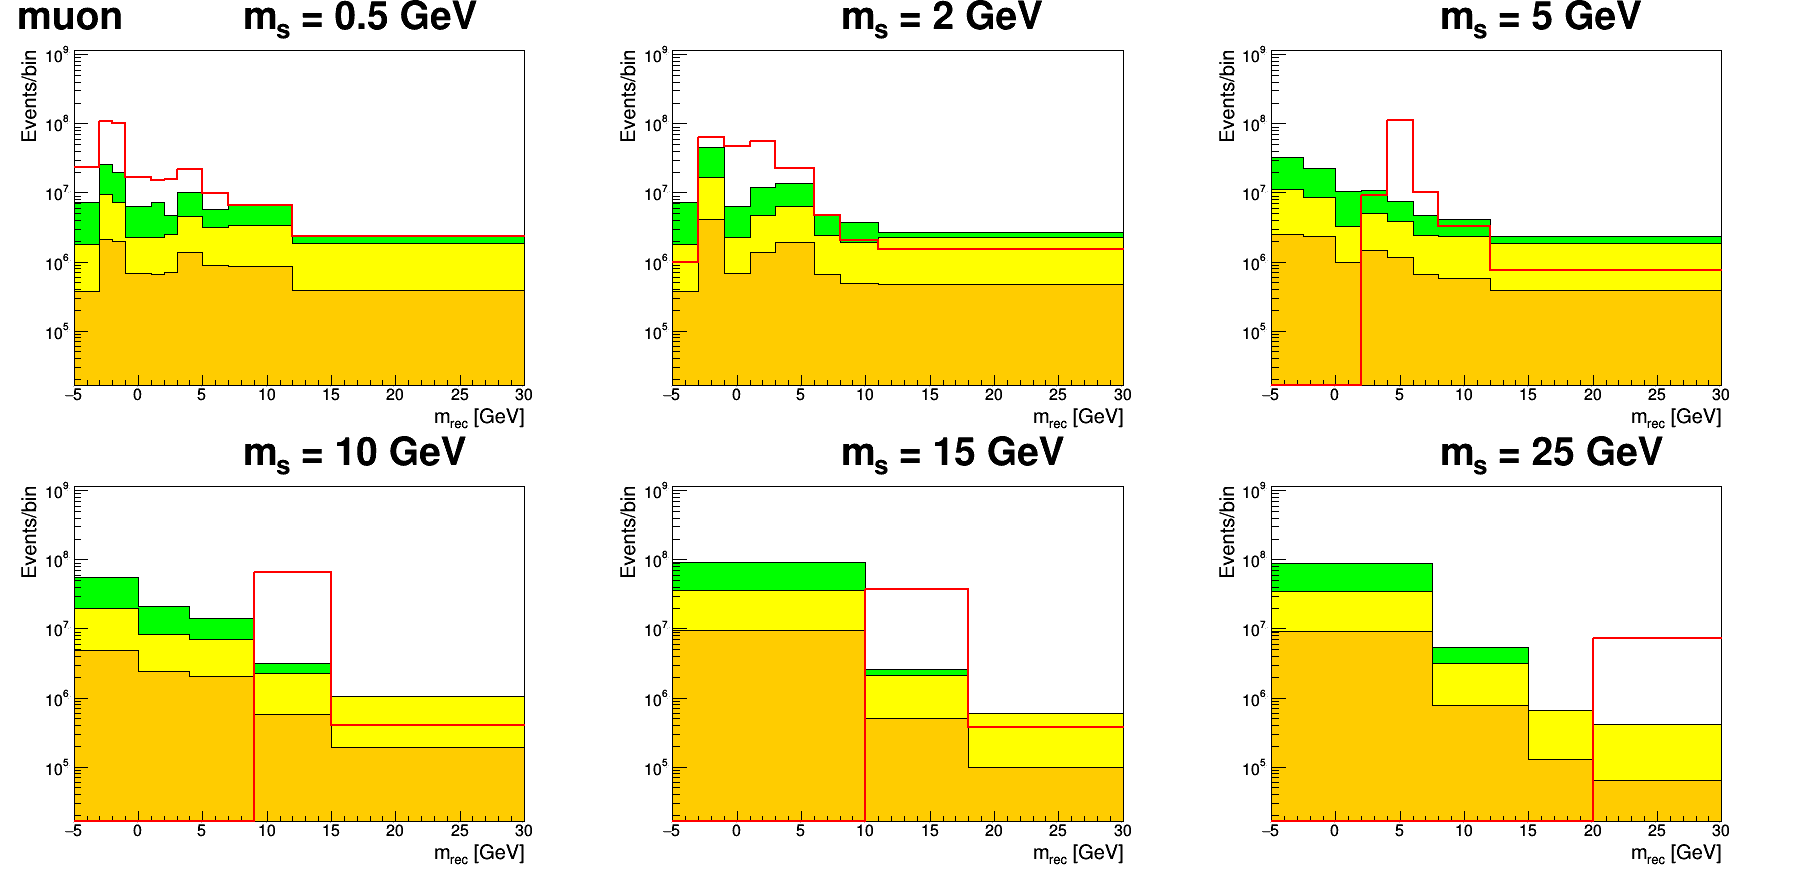 muon
m_s = 0.5 GeV
Events/bin
10^9
10^8
10^7
10^6
10^5
−5 0 5 10 15 20 25 30
m_rec [GeV]
m_s = 2 GeV
Events/bin
10^9
10^8
10^7
10^6
10^5
−5 0 5 10 15 20 25 30
m_rec [GeV]
m_s = 5 GeV
Events/bin
10^9
10^8
10^7
10^6
10^5
−5 0 5 10 15 20 25 30
m_rec [GeV]
m_s = 10 GeV
Events/bin
10^9
10^8
10^7
10^6
10^5
−5 0 5 10 15 20 25 30
m_rec [GeV]
m_s = 15 GeV
Events/bin
10^9
10^8
10^7
10^6
10^5
−5 0 5 10 15 20 25 30
m_rec [GeV]
m_s = 25 GeV
Events/bin
10^9
10^8
10^7
10^6
10^5
−5 0 5 10 15 20 25 30
m_rec [GeV]